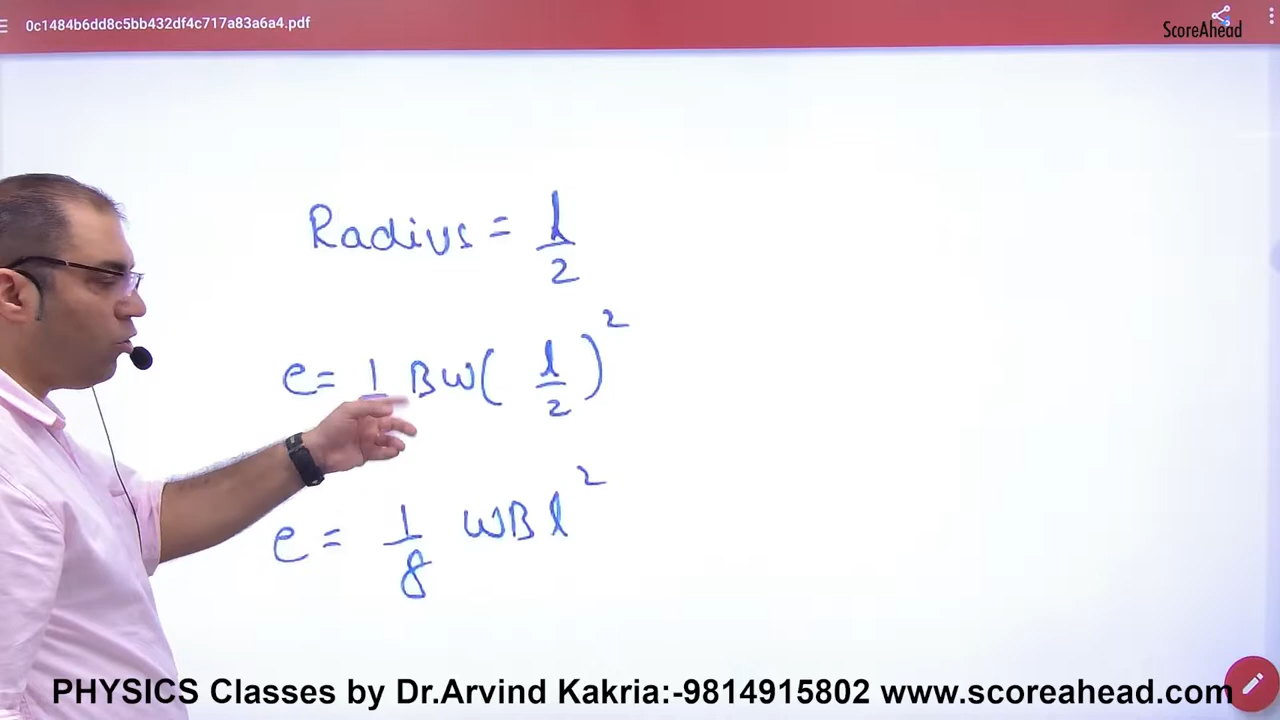 0c1484b6dd8c5bb432df4c717a83a6a4.pdf
ScoreAhead
Radius = l/2
e = 1/2 Bω(l/2)²
e = 1/8 ωBl²
PHYSICS Classes by Dr.Arvind Kakria:-9814915802 www.scoreahead.com